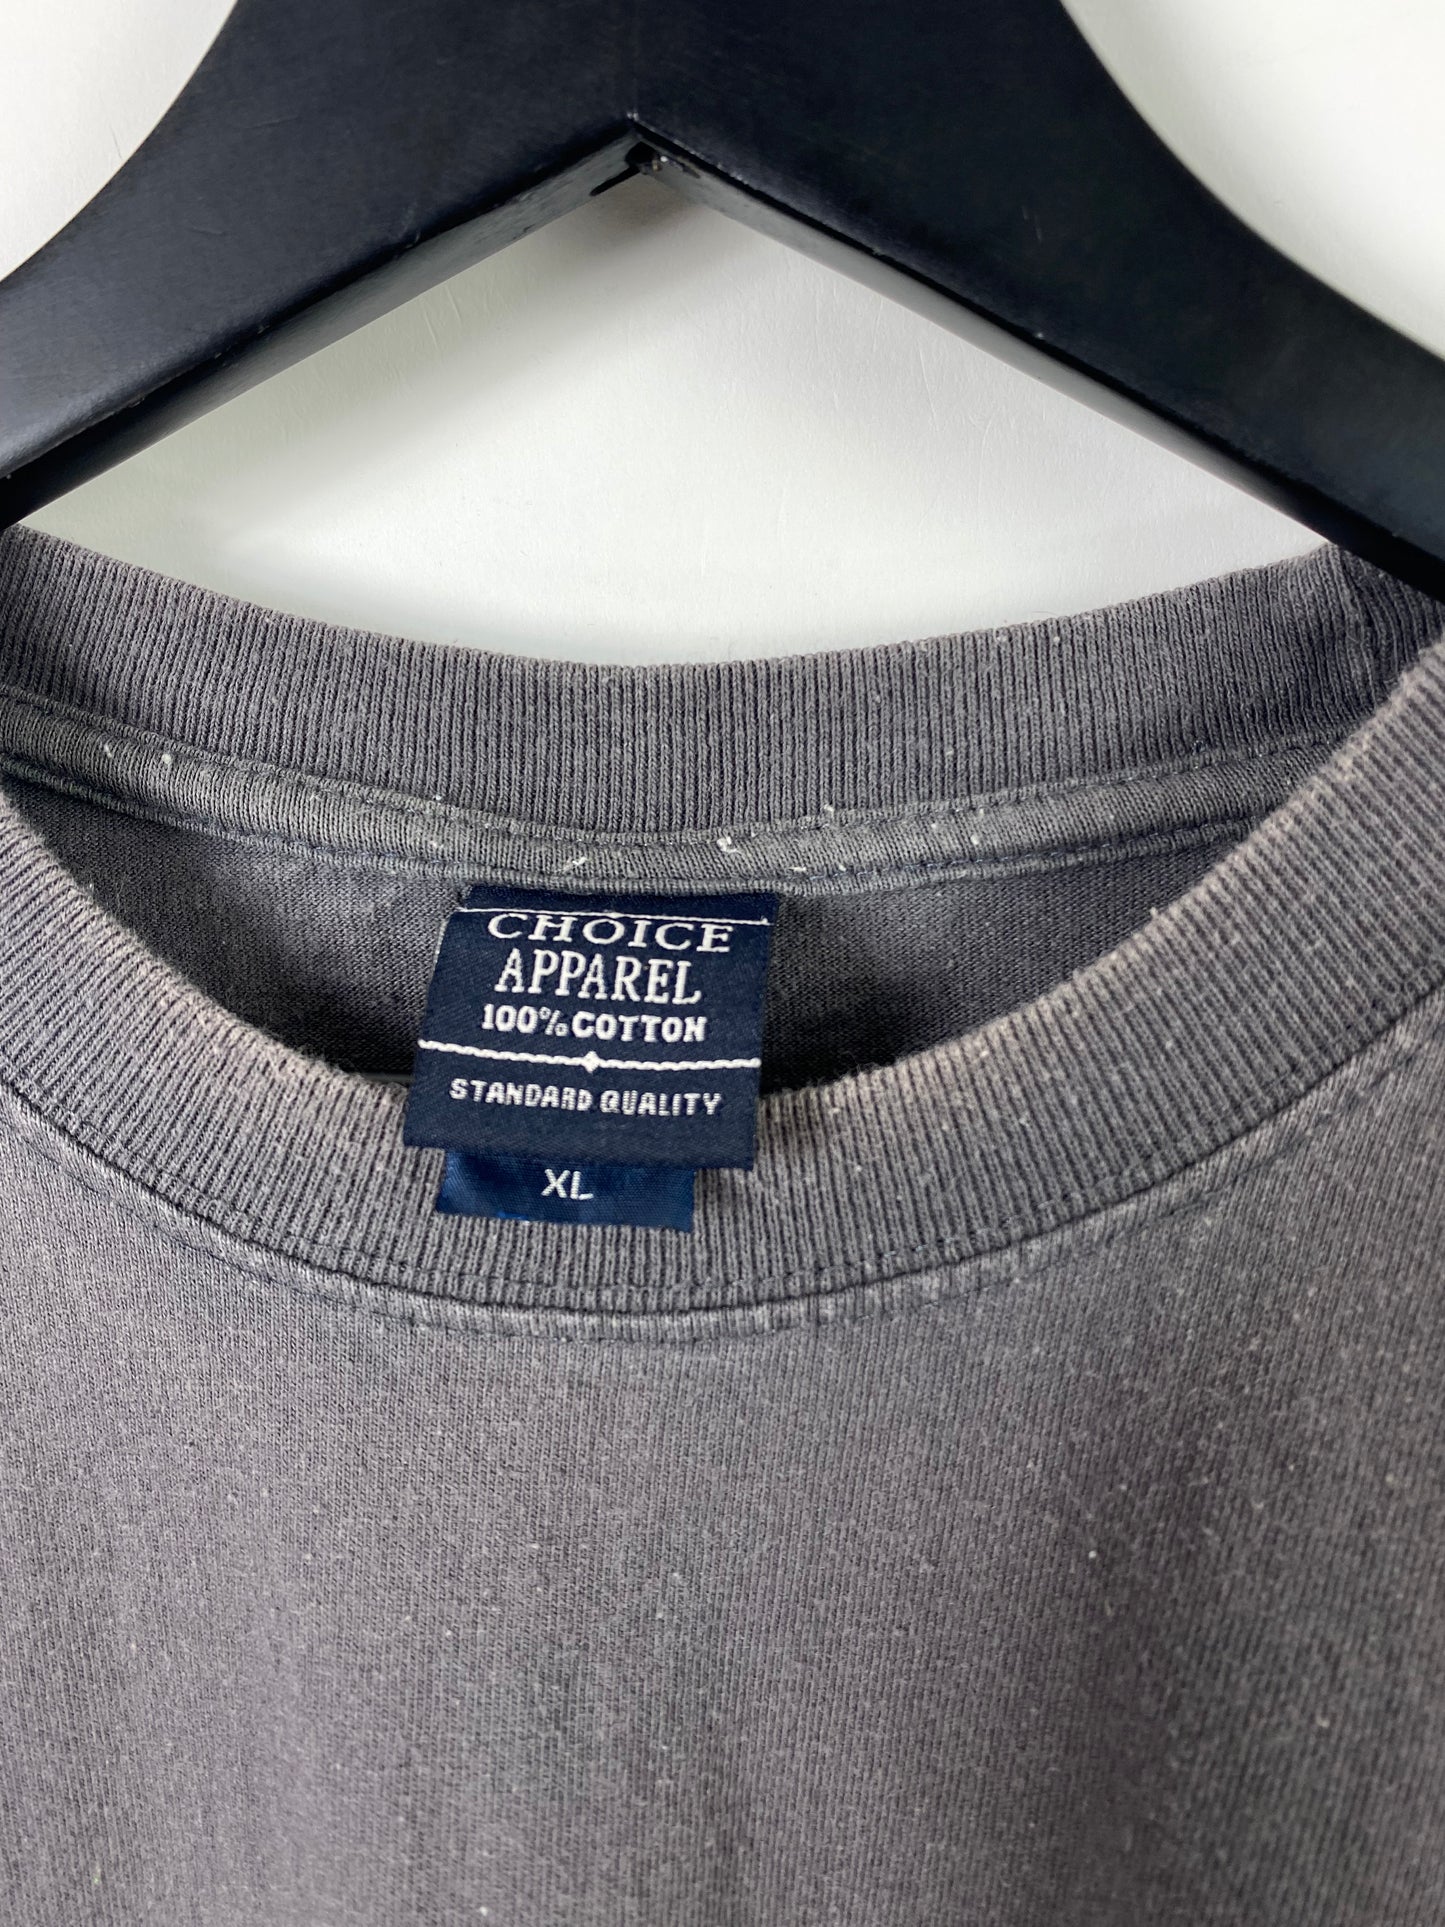 CHOICE
APPAREL
100% COTTON
STANDARD QUALITY
XL